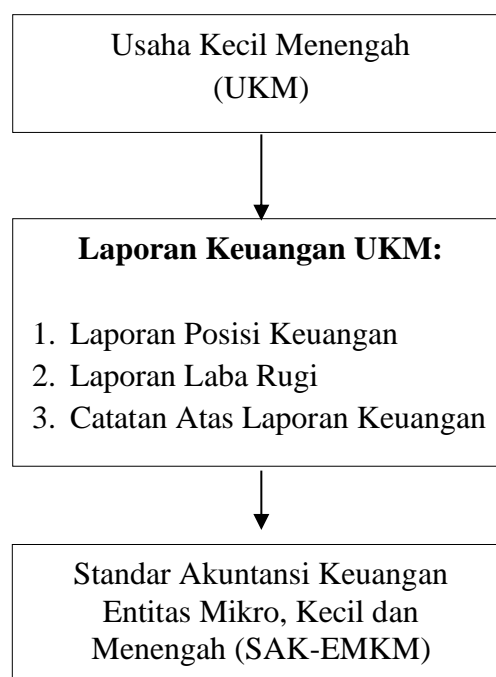 Usaha Kecil Menengah
(UKM)
Laporan Keuangan UKM:
1. Laporan Posisi Keuangan
2. Laporan Laba Rugi
3. Catatan Atas Laporan Keuangan
Standar Akuntansi Keuangan
Entitas Mikro, Kecil dan
Menengah (SAK-EMKM)